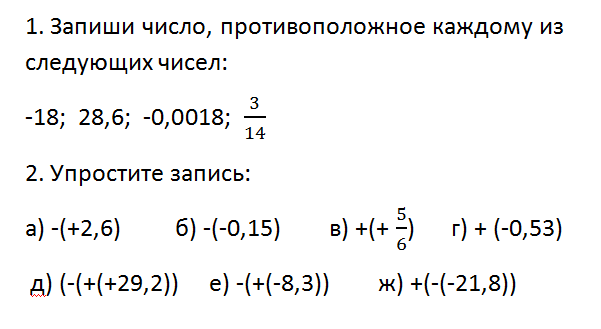 1. Запиши число, противоположное каждому из
следующих чисел:
-18; 28,6; -0,0018; 3/14
2. Упростите запись:
а) -(+2,6) б) -(-0,15) в) +(+ 5/6) г) + (-0,53)
д) (-(+(+29,2)) е) -(+(-8,3)) ж) +(-(-21,8))